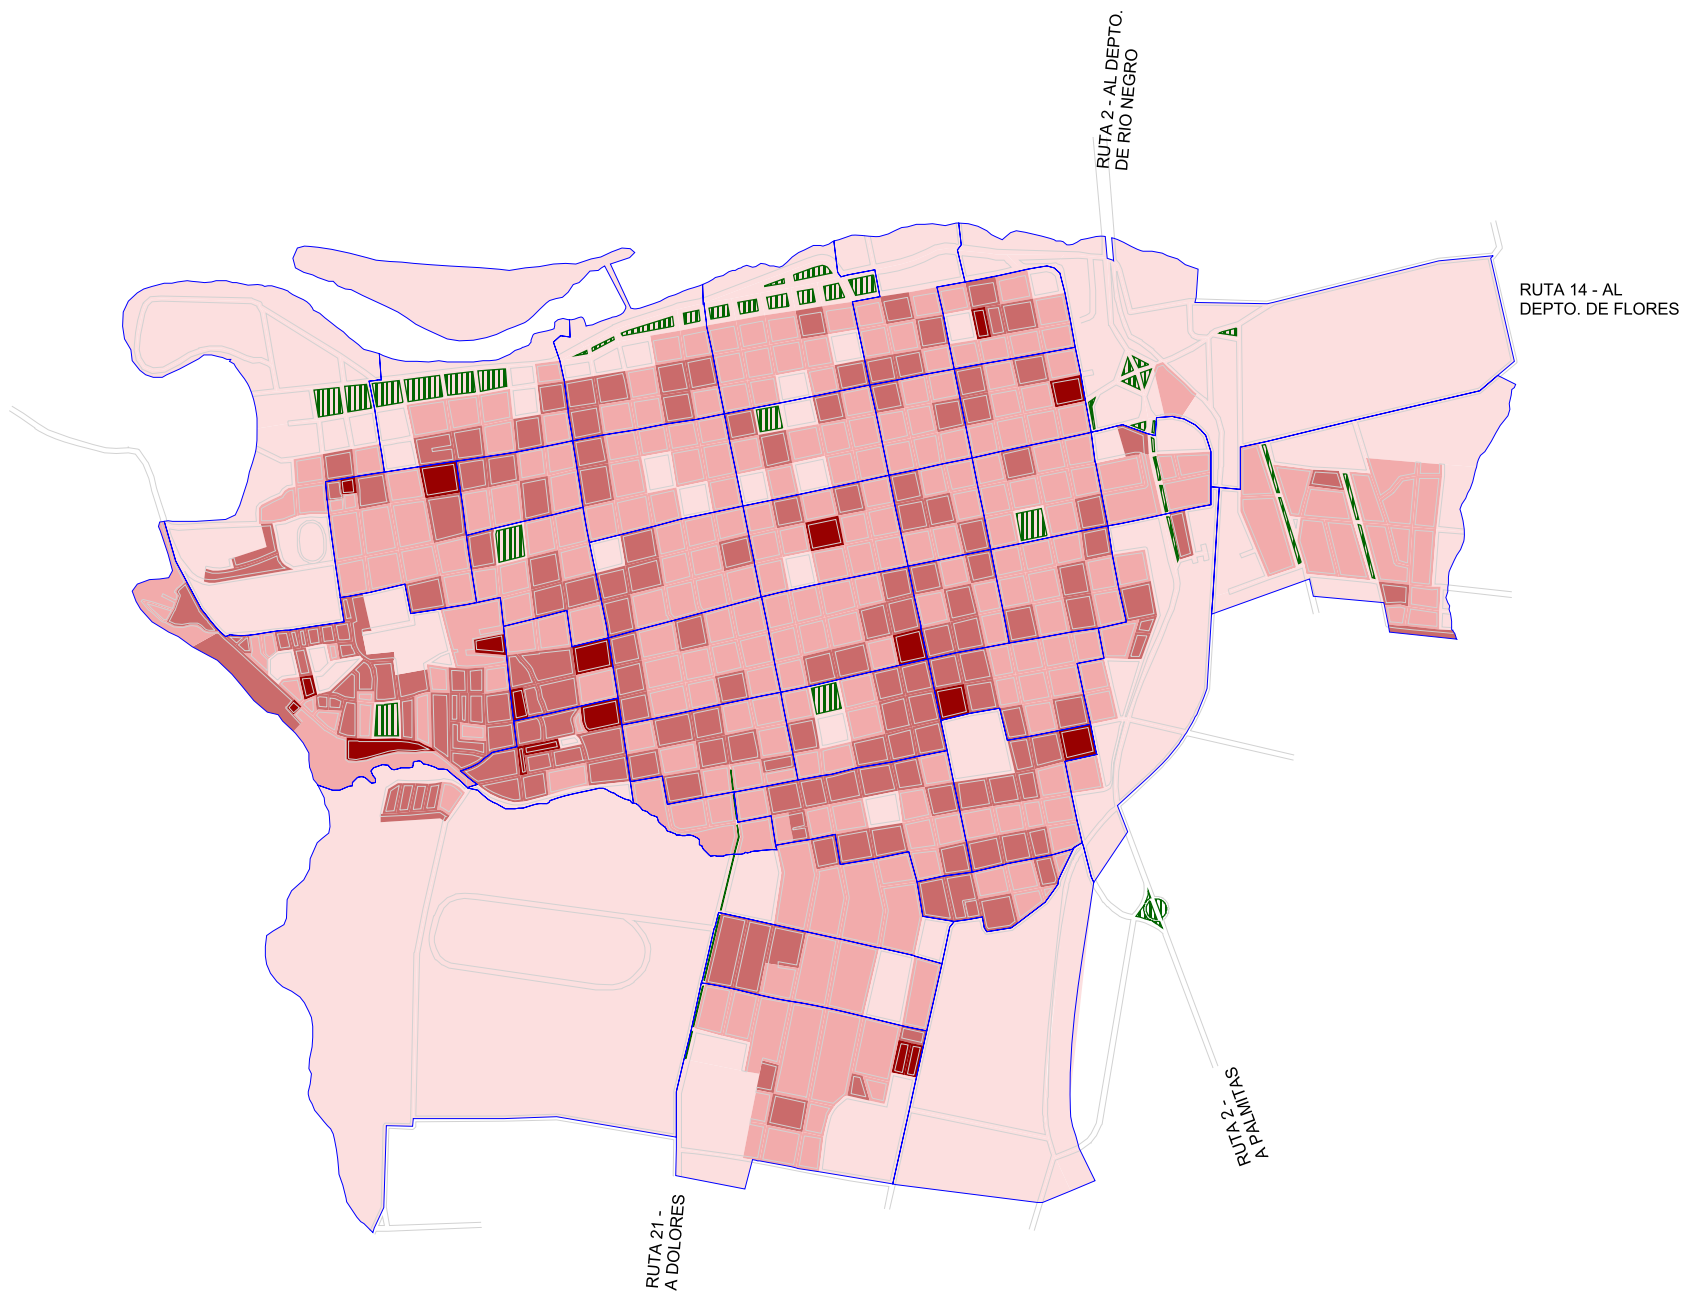 RUTA 2 - AL DEPTO.
DE RIO NEGRO
RUTA 14 - AL
DEPTO. DE FLORES
RUTA 2 -
A PALMITAS
RUTA 21 -
A DOLORES